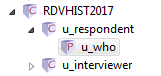 RDVHIST2017
u_respondent
u_who
u_interviewer